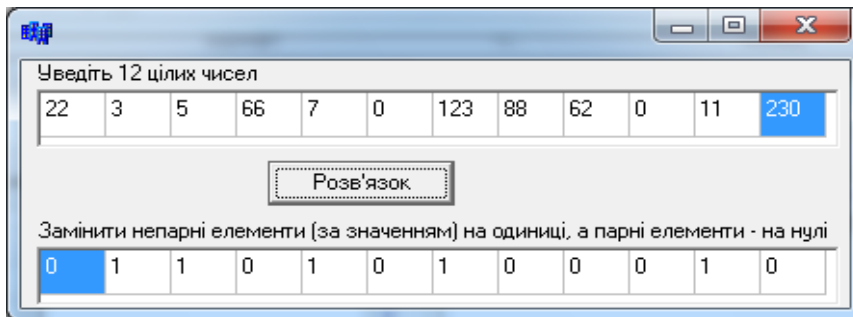 Уведіть 12 цілих чисел
22 3 5 66 7 0 123 88 62 0 11 230
Розв'язок
Замінити непарні елементи (за значенням) на одиниці, а парні елементи - на нулі
0 1 1 0 1 0 1 0 0 0 1 0